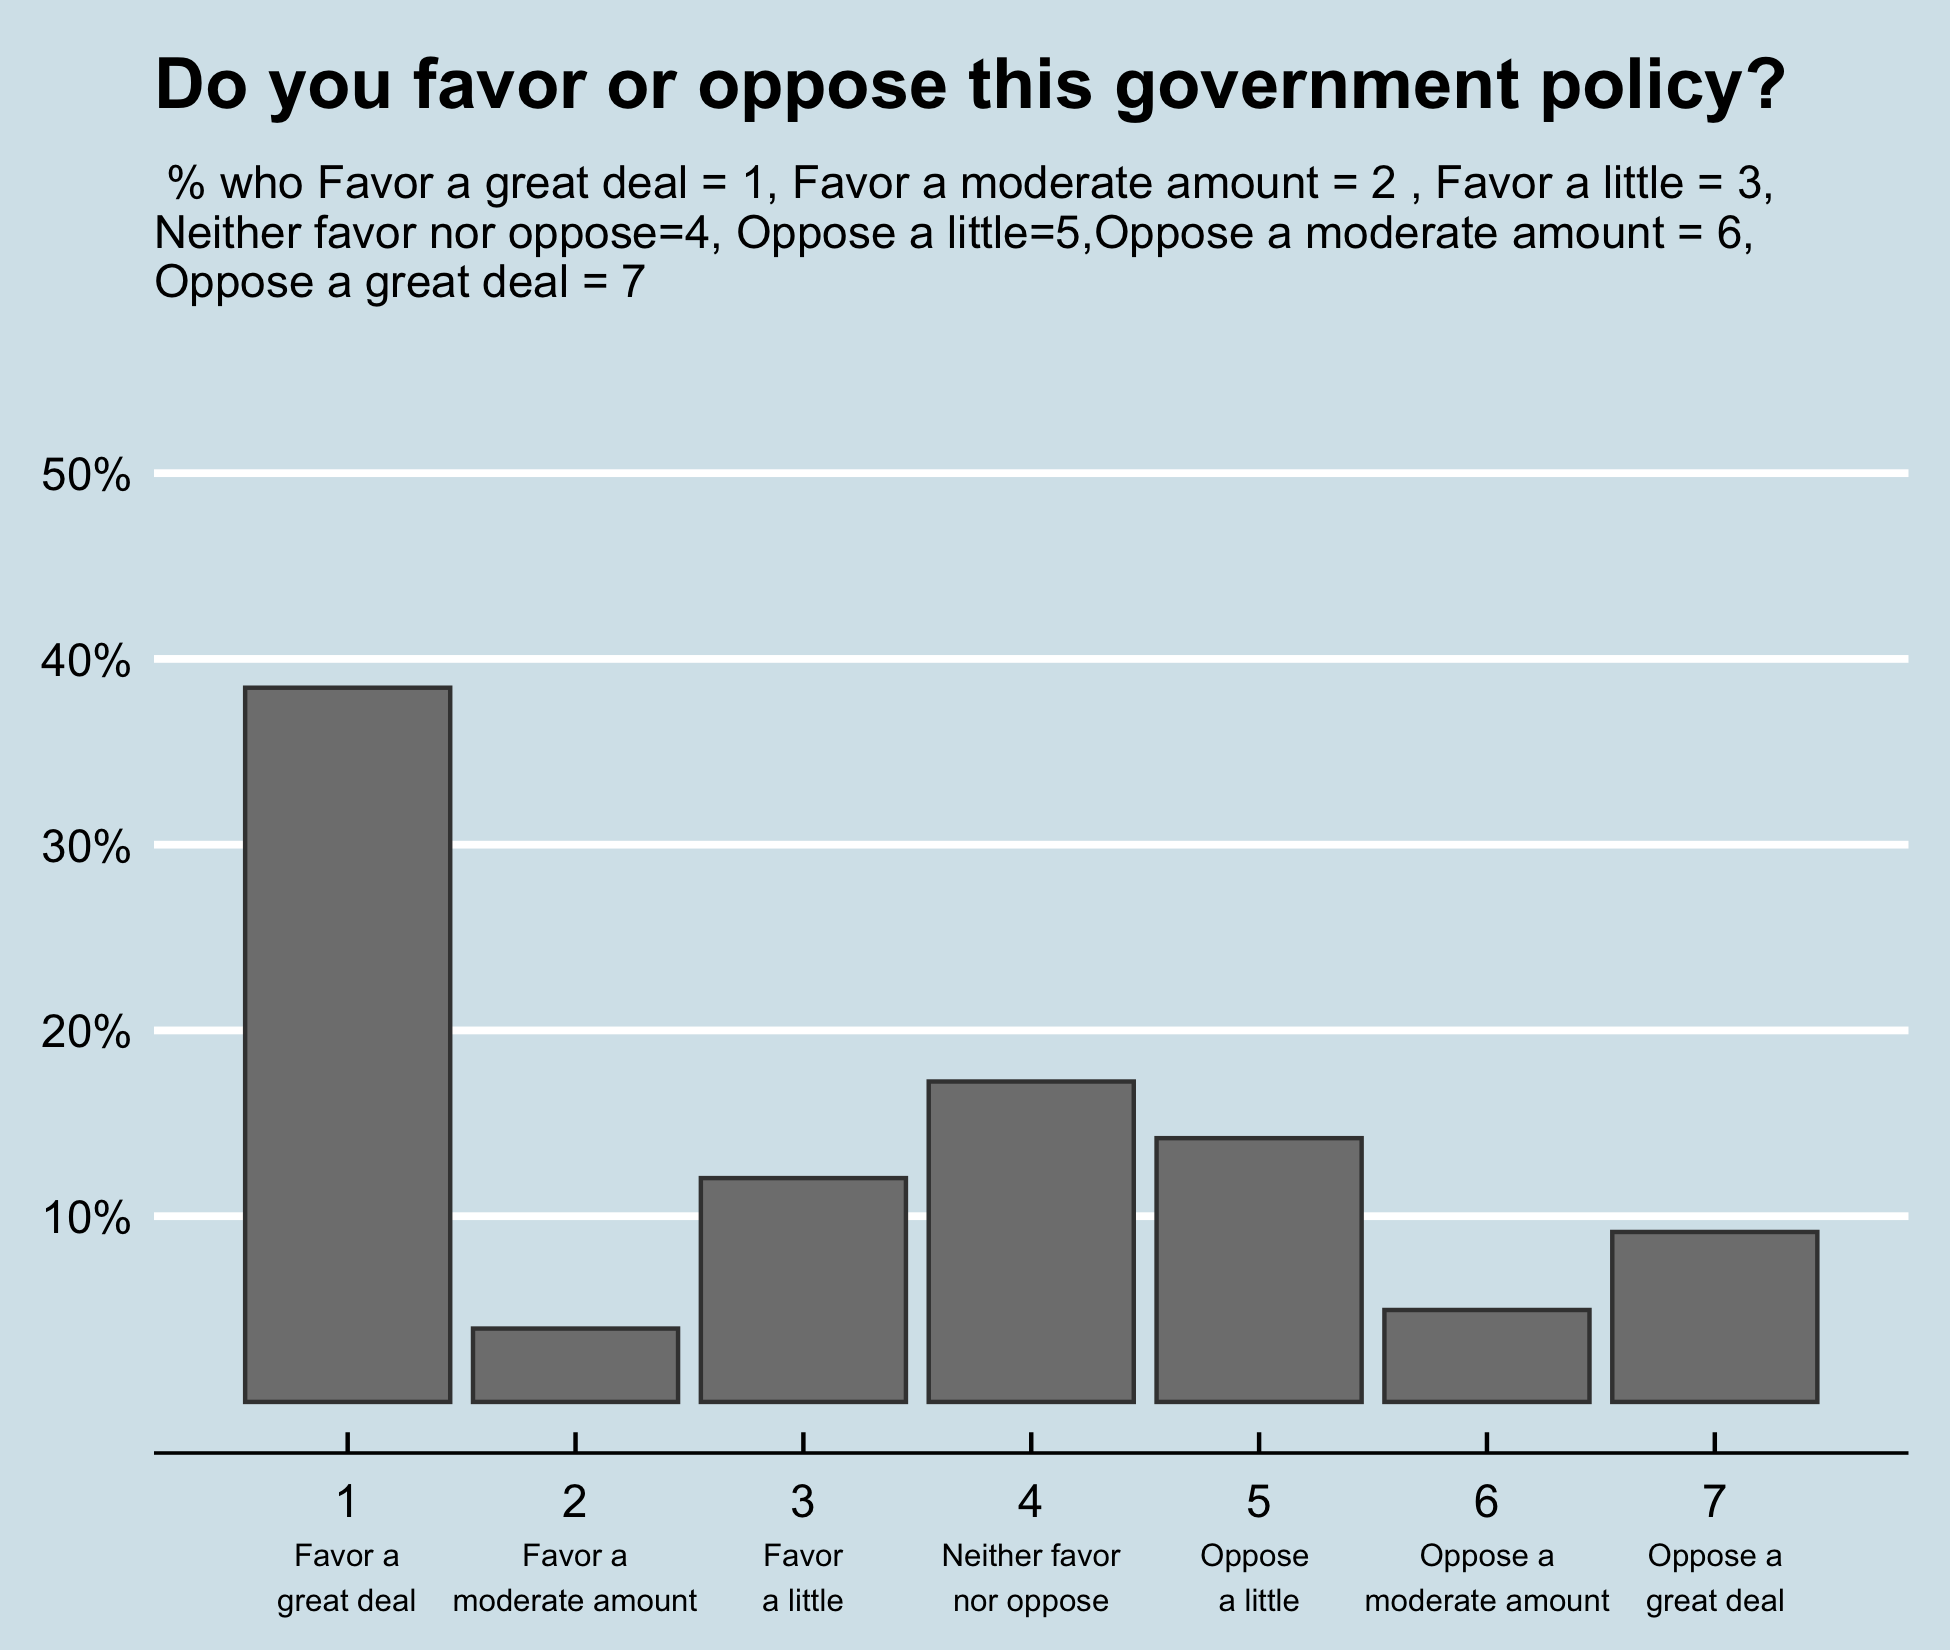 Do you favor or oppose this government policy?
% who Favor a great deal = 1, Favor a moderate amount = 2 , Favor a little = 3,
Neither favor nor oppose=4, Oppose a little=5,Oppose a moderate amount = 6,
Oppose a great deal = 7
50%
40%
30%
20%
10%
1 2 3 4 5 6 7
Favor a Favor a Favor Neither favor Oppose Oppose a Oppose a
great deal moderate amount a little nor oppose a little moderate amount great deal